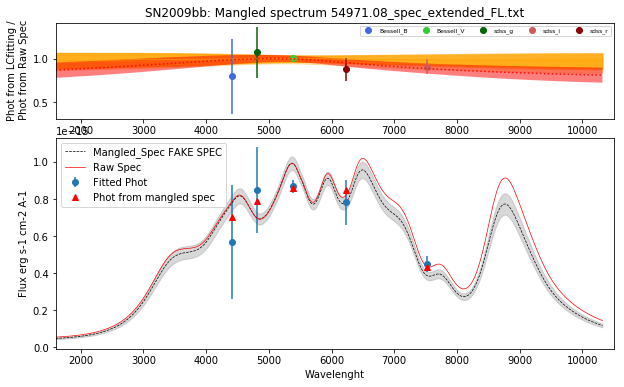 SN2009bb: Mangled spectrum 54971.08_spec_extended_FL.txt
Phot from LCfitting /
Phot from Raw Spec
1.0
0.5
Bessell_B
Bessell_V
sdss_g
sdss_i
sdss_r
2000 3000 4000 5000 6000 7000 8000 9000 10000
Flux erg s-1 cm-2 A-1
1.0
0.8
0.6
0.4
0.2
0.0
Mangled_Spec FAKE SPEC
Raw Spec
Fitted Phot
Phot from mangled spec
2000 3000 4000 5000 6000 7000 8000 9000 10000
Wavelenght